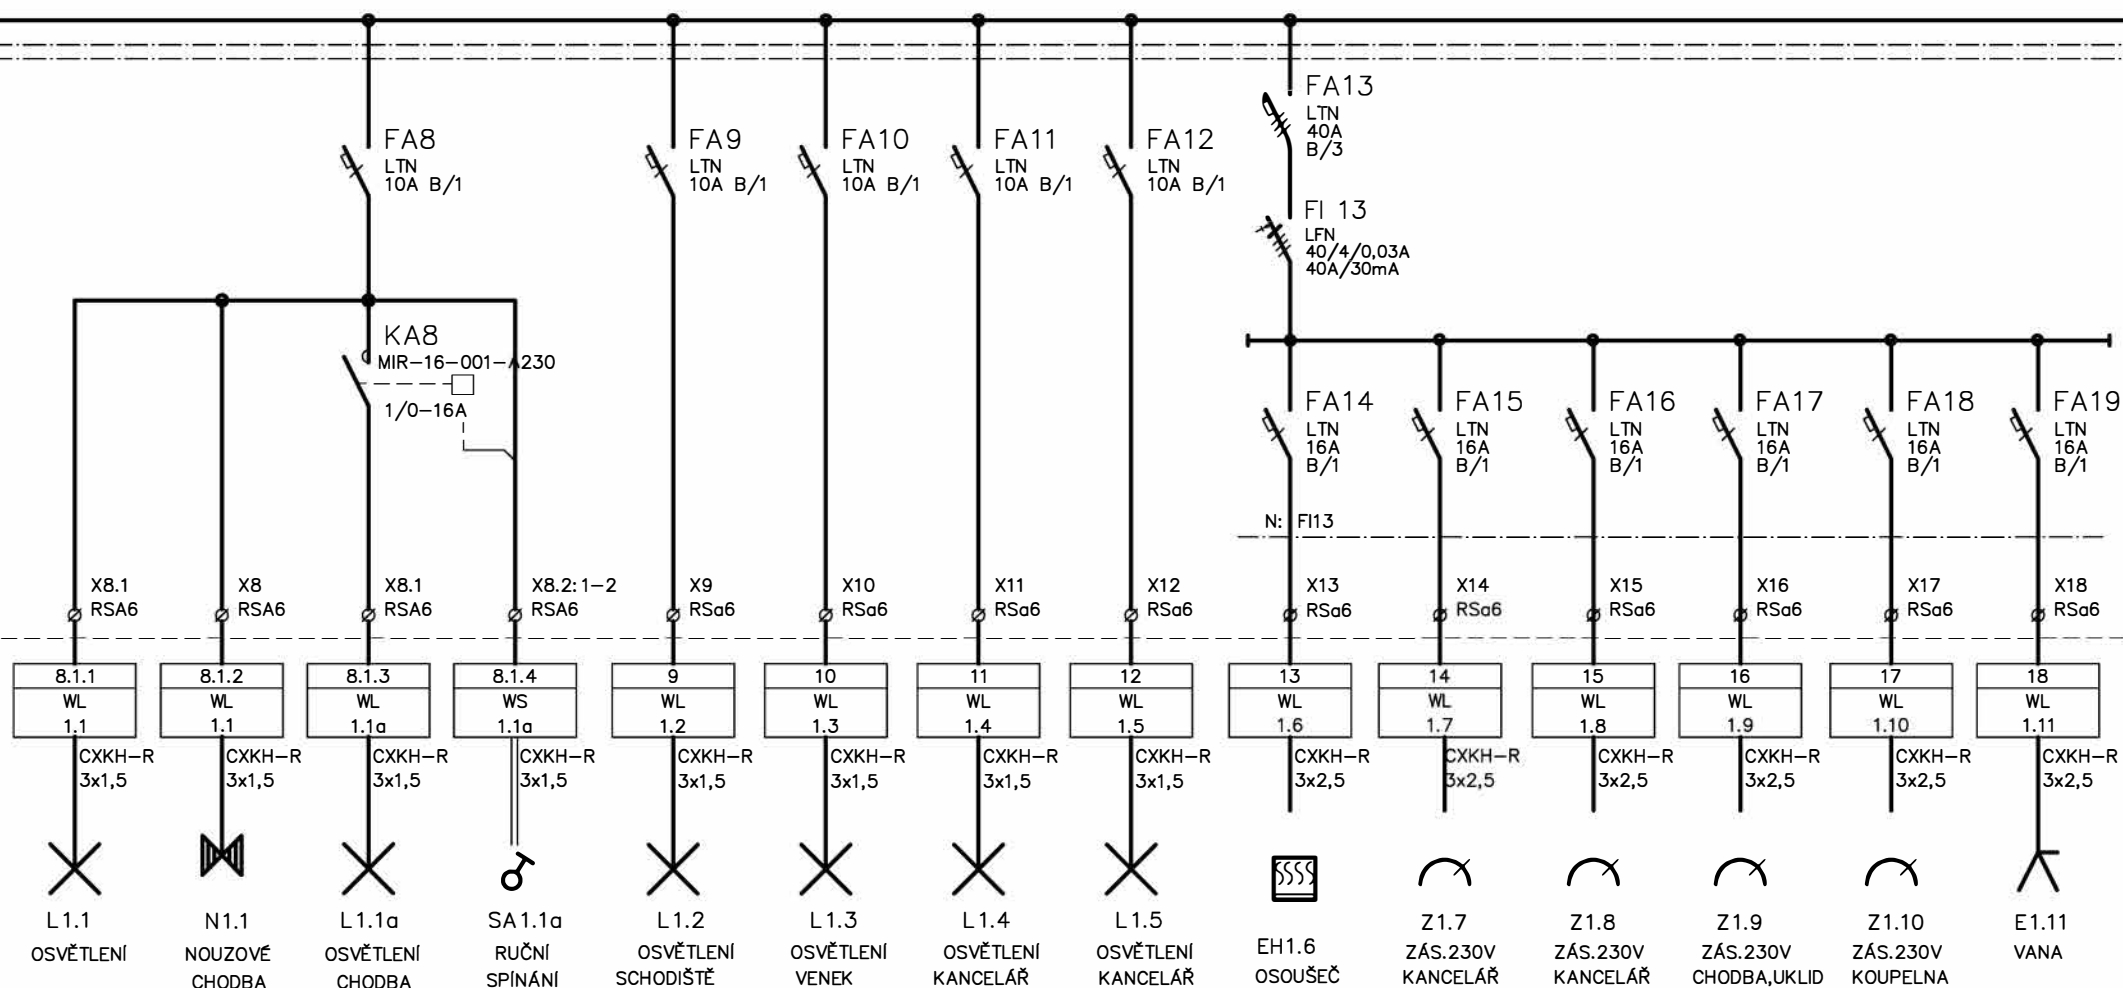 FA8
LTN
10A B/1
FA9
LTN
10A B/1
FA10
LTN
10A B/1
FA11
LTN
10A B/1
FA12
LTN
10A B/1
FA13
LTN
40A
B/3
FI 13
LFN
40/4/0,03A
40A/30mA
KA8
MIR-16-001-A230
1/0-16A
FA14
LTN
16A
B/1
FA15
LTN
16A
B/1
FA16
LTN
16A
B/1
FA17
LTN
16A
B/1
FA18
LTN
16A
B/1
FA19
LTN
16A
B/1
N: FI13
X8.1
RSA6
X8
RSA6
X8.1
RSA6
X8.2:1-2
RSA6
X9
RSa6
X10
RSa6
X11
RSa6
X12
RSa6
X13
RSa6
X14
RSa6
X15
RSa6
X16
RSa6
X17
RSa6
X18
RSa6
8.1.1
WL
1.1
8.1.2
WL
1.1
8.1.3
WL
1.1a
8.1.4
WS
1.1a
9
WL
1.2
10
WL
1.3
11
WL
1.4
12
WL
1.5
13
WL
1.6
14
WL
1.7
15
WL
1.8
16
WL
1.9
17
WL
1.10
18
WL
1.11
CXKH-R
3x1,5
CXKH-R
3x1,5
CXKH-R
3x1,5
CXKH-R
3x1,5
CXKH-R
3x1,5
CXKH-R
3x1,5
CXKH-R
3x1,5
CXKH-R
3x1,5
CXKH-R
3x2,5
CXKH-R
3x2,5
CXKH-R
3x2,5
CXKH-R
3x2,5
CXKH-R
3x2,5
CXKH-R
3x2,5
L1.1
OSVĚTLENÍ
N1.1
NOUZOVÉ
CHODBA
L1.1a
OSVĚTLENÍ
CHODBA
SA1.1a
RUČNÍ
SPÍNÁNÍ
L1.2
OSVĚTLENÍ
SCHODIŠTĚ
L1.3
OSVĚTLENÍ
VENEK
L1.4
OSVĚTLENÍ
KANCELÁŘ
L1.5
OSVĚTLENÍ
KANCELÁŘ
EH1.6
OSOUŠEČ
Z1.7
ZÁS.230V
KANCELÁŘ
Z1.8
ZÁS.230V
KANCELÁŘ
Z1.9
ZÁS.230V
CHODBA,UKLID
Z1.10
ZÁS.230V
KOUPELNA
E1.11
VANA